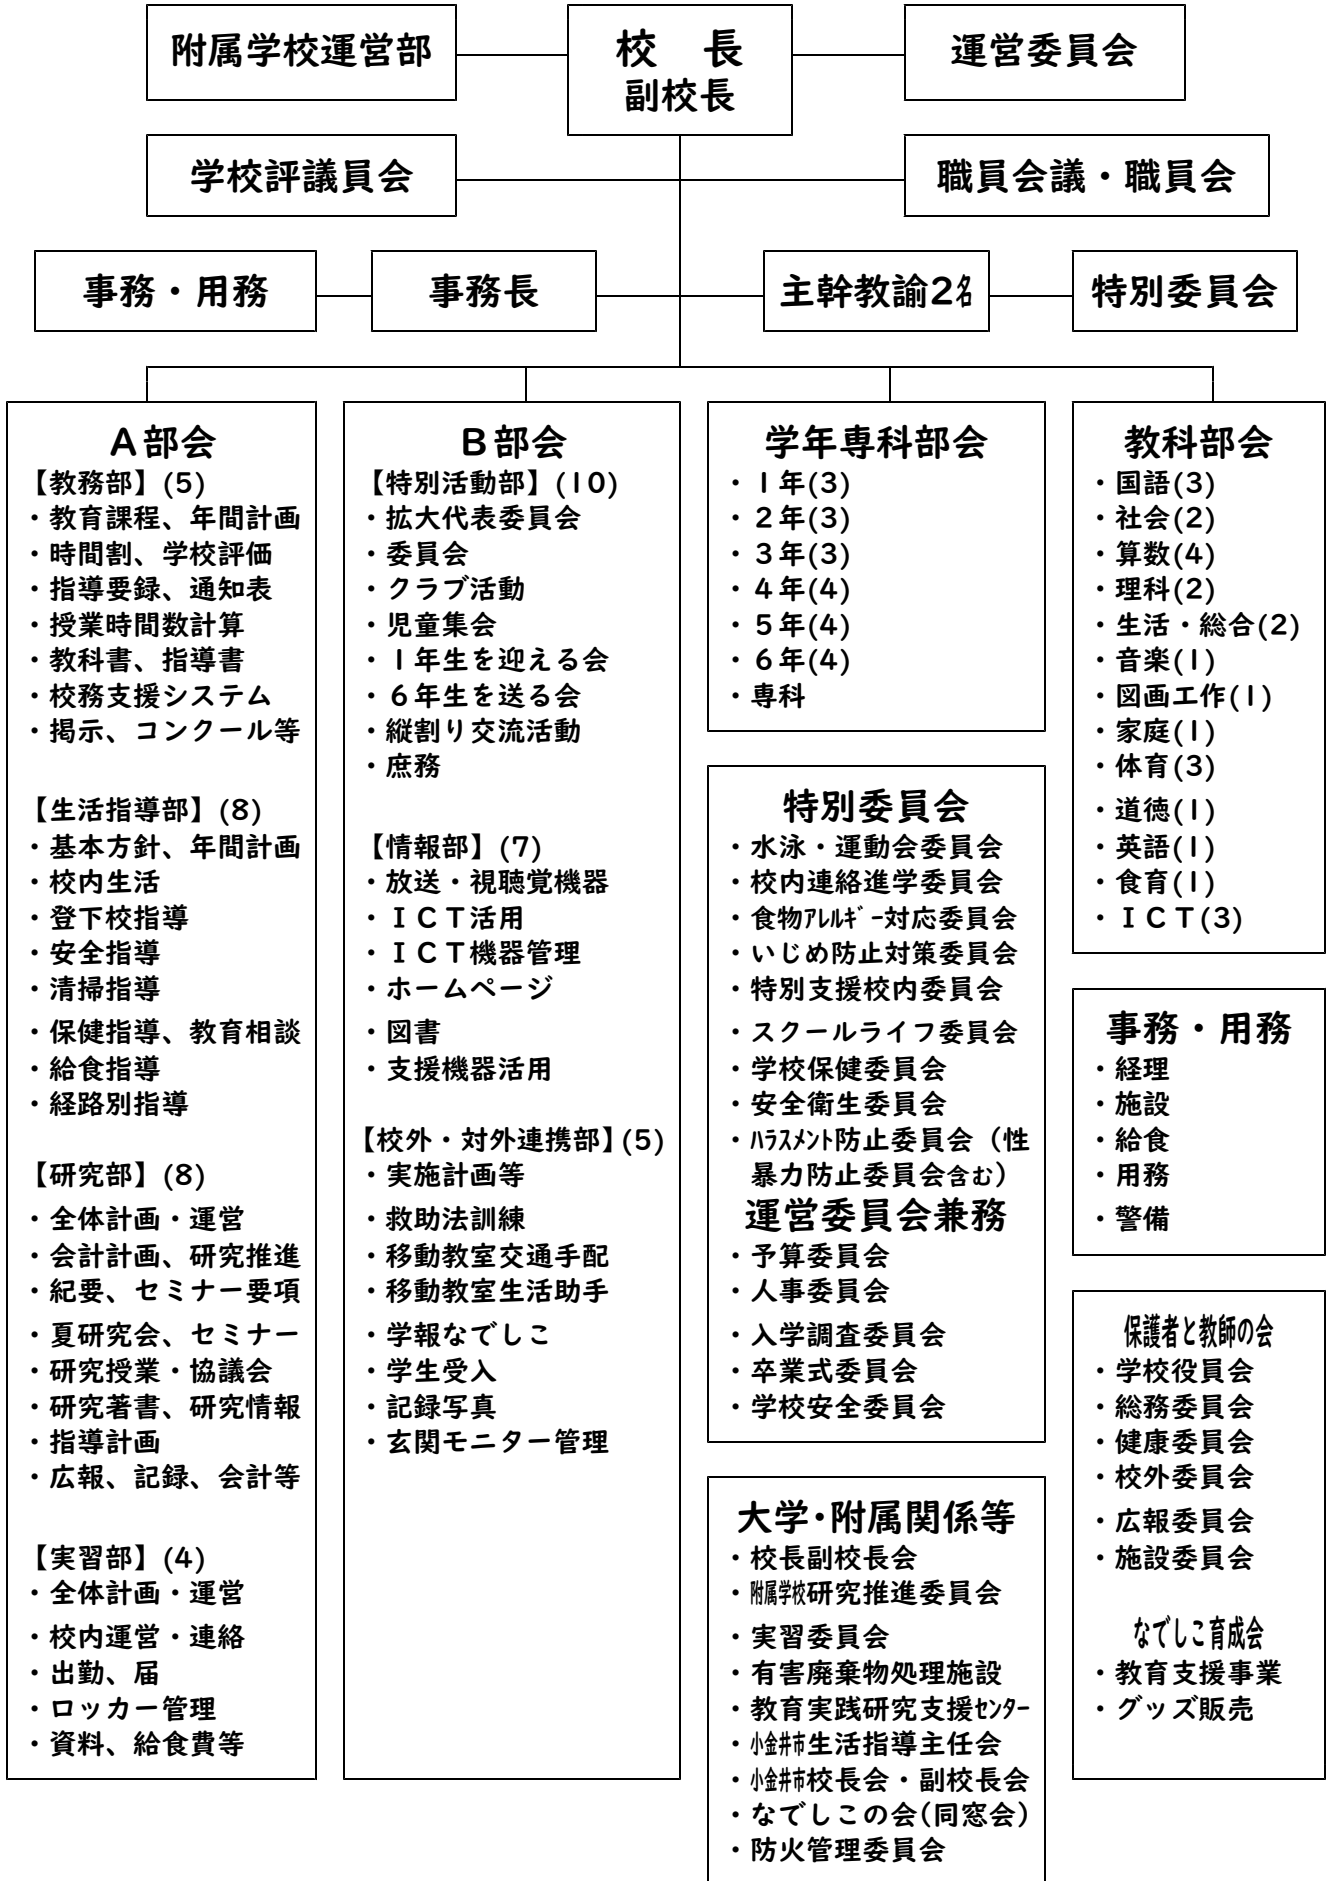 附属学校運営部
校　長
副校長
運営委員会
学校評議員会
職員会議・職員会
事務・用務
事務長
主幹教諭2名
特別委員会
A部会
【教務部】(5)
・教育課程、年間計画
・時間割、学校評価
・指導要録、通知表
・授業時間数計算
・教科書、指導書
・校務支援システム
・掲示、コンクール等
【生活指導部】(8)
・基本方針、年間計画
・校内生活
・登下校指導
・安全指導
・清掃指導
・保健指導、教育相談
・給食指導
・経路別指導
【研究部】(8)
・全体計画・運営
・会計計画、研究推進
・紀要、セミナー要項
・夏研究会、セミナー
・研究授業・協議会
・研究著書、研究情報
・指導計画
・広報、記録、会計等
【実習部】(4)
・全体計画・運営
・校内運営・連絡
・出勤、届
・ロッカー管理
・資料、給食費等
B部会
【特別活動部】(10)
・拡大代表委員会
・委員会
・クラブ活動
・児童集会
・1年生を迎える会
・6年生を送る会
・縦割り交流活動
・庶務
【情報部】(7)
・放送・視聴覚機器
・ICT活用
・ICT機器管理
・ホームページ
・図書
・支援機器活用
【校外・対外連携部】(5)
・実施計画等
・救助法訓練
・移動教室交通手配
・移動教室生活助手
・学報なでしこ
・学生受入
・記録写真
・玄関モニター管理
学年専科部会
・1年(3)
・2年(3)
・3年(3)
・4年(4)
・5年(4)
・6年(4)
・専科
特別委員会
・水泳・運動会委員会
・校内連絡進学委員会
・食物ｱﾚﾙｷﾞｰ対応委員会
・いじめ防止対策委員会
・特別支援校内委員会
・スクールライフ委員会
・学校保健委員会
・安全衛生委員会
・ﾊﾗｽﾒﾝﾄ防止委員会（性
暴力防止委員会含む）
運営委員会兼務
・予算委員会
・人事委員会
・入学調査委員会
・卒業式委員会
・学校安全委員会
大学・附属関係等
・校長副校長会
・附属学校研究推進委員会
・実習委員会
・有害廃棄物処理施設
・教育実践研究支援ｾﾝﾀｰ
・小金井市生活指導主任会
・小金井市校長会・副校長会
・なでしこの会(同窓会)
・防火管理委員会
教科部会
・国語(3)
・社会(2)
・算数(4)
・理科(2)
・生活・総合(2)
・音楽(1)
・図画工作(1)
・家庭(1)
・体育(3)
・道徳(1)
・英語(1)
・食育(1)
・ICT(3)
事務・用務
・経理
・施設
・給食
・用務
・警備
保護者と教師の会
・学校役員会
・総務委員会
・健康委員会
・校外委員会
・広報委員会
・施設委員会
なでしこ育成会
・教育支援事業
・グッズ販売